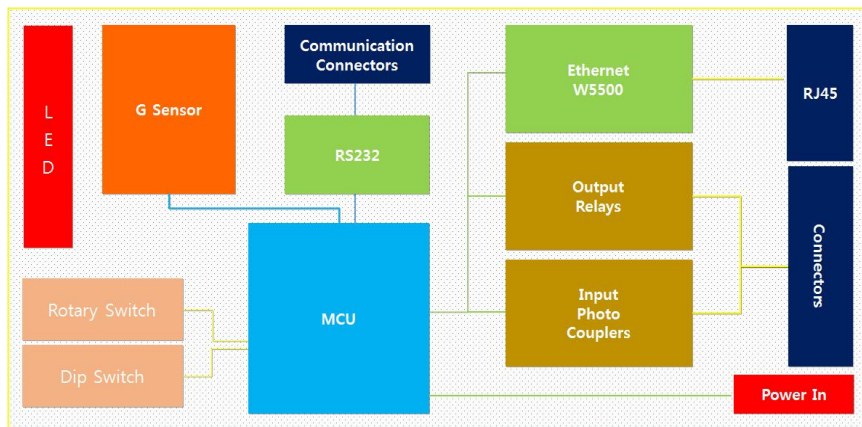 L
E
D
G Sensor
Communication
Connectors
RS232
Ethernet
W5500
RJ45
Output
Relays
Connectors
Rotary Switch
MCU
Input
Photo
Couplers
Dip Switch
Power In